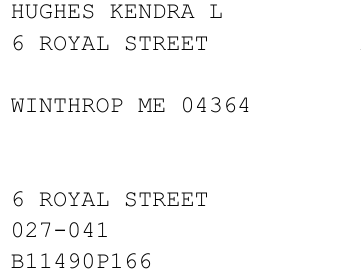 HUGHES KENDRA L
6 ROYAL STREET
WINTHROP ME 04364
6 ROYAL STREET
027-041
B11490P166